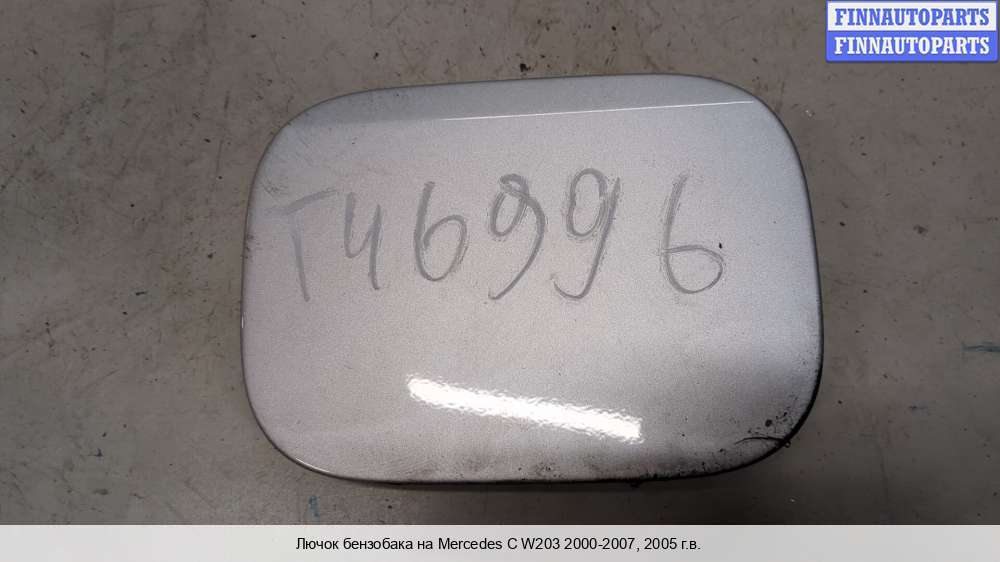 FINNAUTOPARTS
FINNAUTOPARTS
T46996
Лючок бензобака на Mercedes C W203 2000-2007, 2005 г.в.